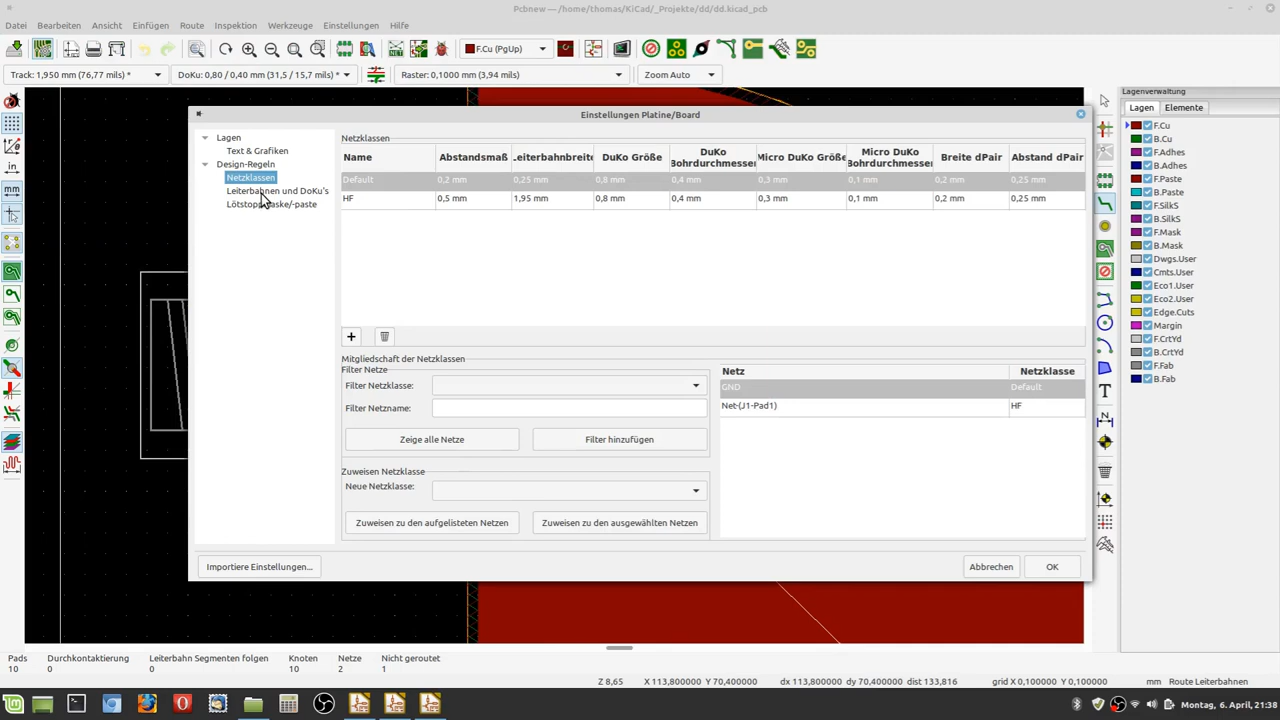 Pcbnew — /home/thomas/KiCad/_Projekte/dd/dd.kicad_pcb
Datei Bearbeiten Ansicht Einfügen Route Inspektion Werkzeuge Einstellungen Hilfe
F.Cu (PgUp)
Track: 1,950 mm (76,77 mils) * DoKu: 0,80 / 0,40 mm (31,5 / 15,7 mils) * Raster: 0,1000 mm (3,94 mils) Zoom Auto
in
mm
Einstellungen Platine/Board
Lagen
Text & Grafiken
Design-Regeln
Netzklassen
Leiterbahnen und DoKu's
Netzklassen
Name Abstandsmaß Leiterbahnbreite DuKo Größe DuKo Bohrdurchmesser Micro DuKo Größe Micro DuKo Bohrdurchmesser Breite dPair Abstand dPair
Default 0,2 mm 0,25 mm 0,8 mm 0,4 mm 0,3 mm 0,1 mm 0,2 mm 0,25 mm
HF 0,5 mm 1,95 mm 0,8 mm 0,4 mm 0,3 mm 0,1 mm 0,2 mm 0,25 mm
Mitgliedschaft der Netzklassen
Filter Netze
Filter Netzklasse:
Filter Netzname:
Zeige alle Netze Filter hinzufügen
Zuweisen Netzklasse
Neue Netzklasse:
Zuweisen zu den aufgelisteten Netzen Zuweisen zu den ausgewählten Netzen
Netz Netzklasse
GND Default
Net-(J1-Pad1) HF
Importiere Einstellungen... Abbrechen OK
Lagenverwaltung
Lagen Elemente
F.Cu
B.Cu
F.Adhes
B.Adhes
F.Paste
B.Paste
F.SilkS
B.SilkS
F.Mask
B.Mask
Dwgs.User
Cmts.User
Eco1.User
Eco2.User
Edge.Cuts
Margin
F.CrtYd
B.CrtYd
F.Fab
B.Fab
Pads Durchkontaktierung Leiterbahn Segmenten folgen Knoten Netze Nicht geroutet
10 0 0 10 2 1
Z 8,65 X 113,800000 Y 70,400000 dx 113,800000 dy 70,400000 dist 133,816 grid X 0,100000 Y 0,100000 mm Route Leiterbahnen
Montag, 6. April, 21:38